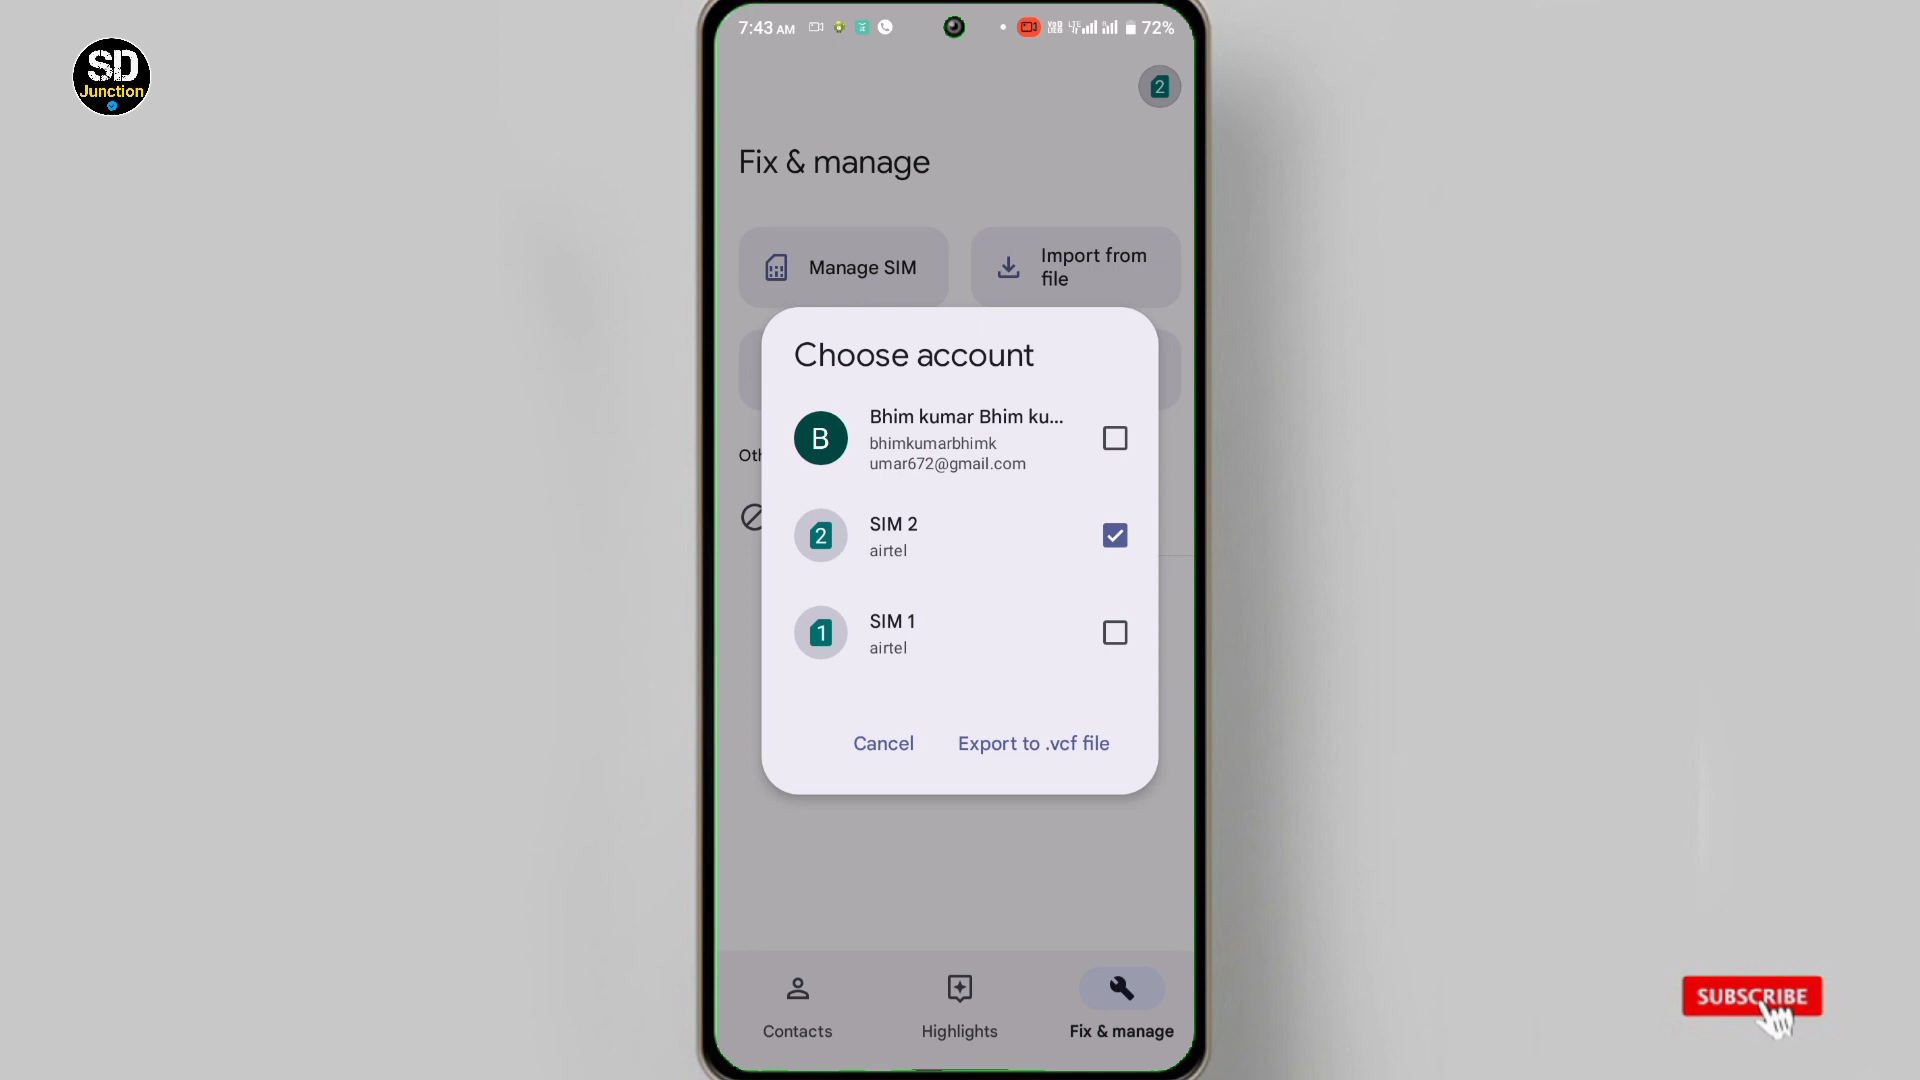 SD
Junction
7:43 AM
72%
2
Fix & manage
Manage SIM
Import from
file
Choose account
B
Bhim kumar Bhim ku...
bhimkumarbhimk
umar672@gmail.com
2
SIM 2
airtel
1
SIM 1
airtel
Cancel
Export to .vcf file
Contacts
Highlights
Fix & manage
SUBSCRIBE